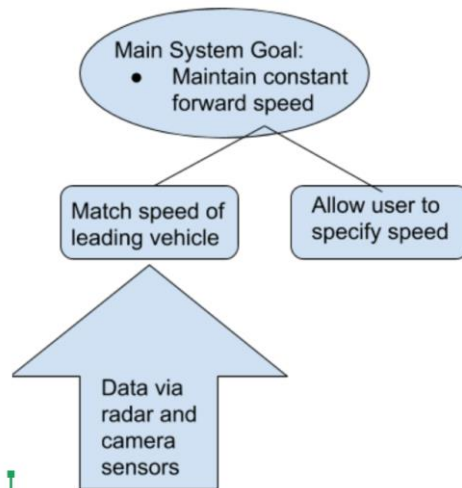 Main System Goal:
● Maintain constant
forward speed
Match speed of
leading vehicle
Allow user to
specify speed
Data via
radar and
camera
sensors